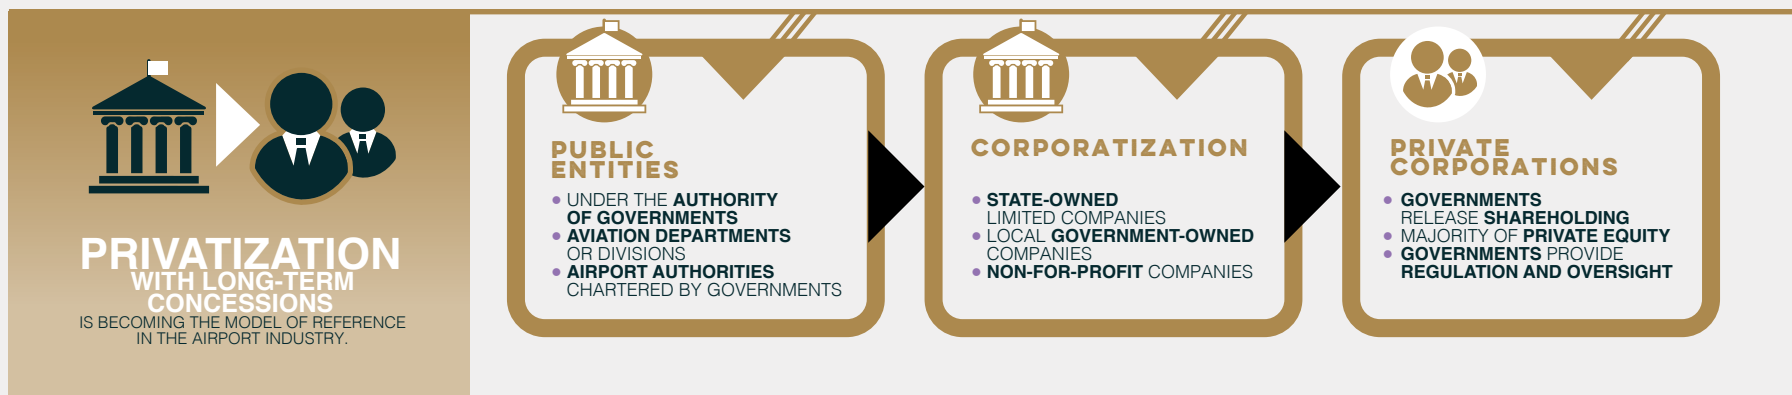 PRIVATIZATION
WITH LONG-TERM
CONCESSIONS
IS BECOMING THE MODEL OF REFERENCE
IN THE AIRPORT INDUSTRY.
PUBLIC
ENTITIES
• UNDER THE AUTHORITY
OF GOVERNMENTS
• AVIATION DEPARTMENTS
OR DIVISIONS
• AIRPORT AUTHORITIES
CHARTERED BY GOVERNMENTS
CORPORATIZATION
• STATE-OWNED
LIMITED COMPANIES
• LOCAL GOVERNMENT-OWNED
COMPANIES
• NON-FOR-PROFIT COMPANIES
PRIVATE
CORPORATIONS
• GOVERNMENTS
RELEASE SHAREHOLDING
• MAJORITY OF PRIVATE EQUITY
• GOVERNMENTS PROVIDE
REGULATION AND OVERSIGHT